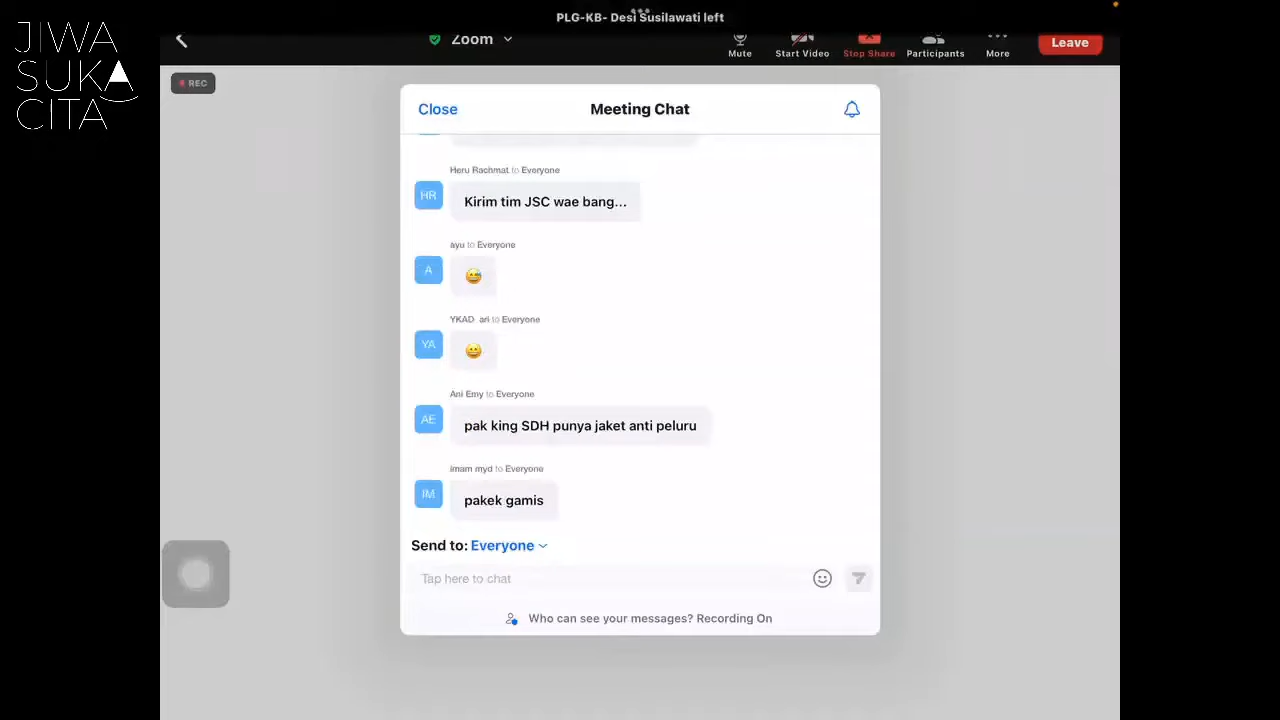 PLG-KB- Desi Susilawati left
JIWA
SUKA
CITA
Zoom
Mute
Start Video
Stop Share
Participants
More
Leave
REC
Close
Meeting Chat
Heru Rachmat to Everyone
HR
Kirim tim JSC wae bang...
ayu to Everyone
A
😅
YKAD ari to Everyone
YA
😀
Ani Emy to Everyone
AE
pak king SDH punya jaket anti peluru
imam myd to Everyone
IM
pakek gamis
Send to: Everyone
Tap here to chat
Who can see your messages? Recording On